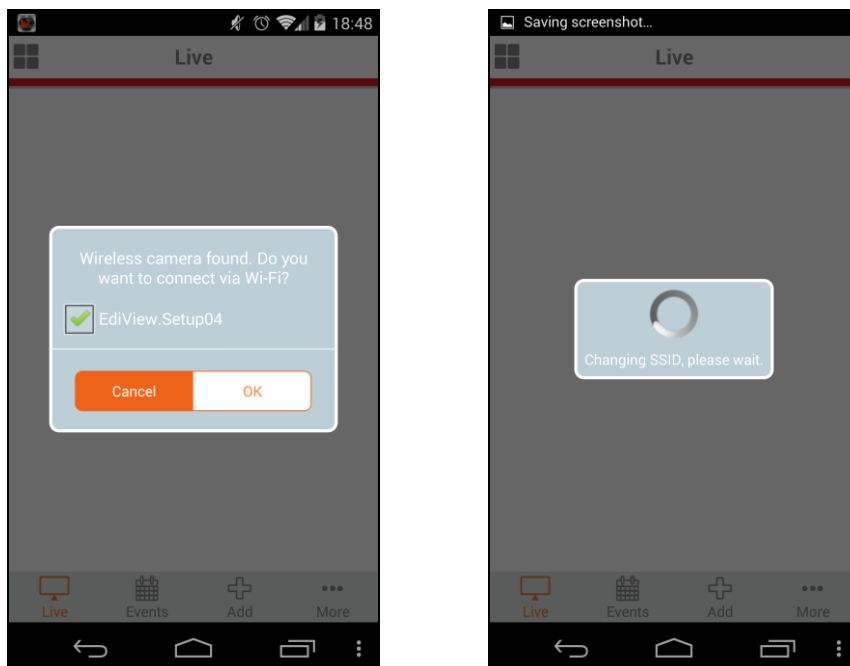 18:48
Live
Wireless camera found. Do you
want to connect via Wi-Fi?
EdiView.Setup04
Cancel OK
Live Events Add More
Saving screenshot...
Live
Changing SSID, please wait.
Live Events Add More